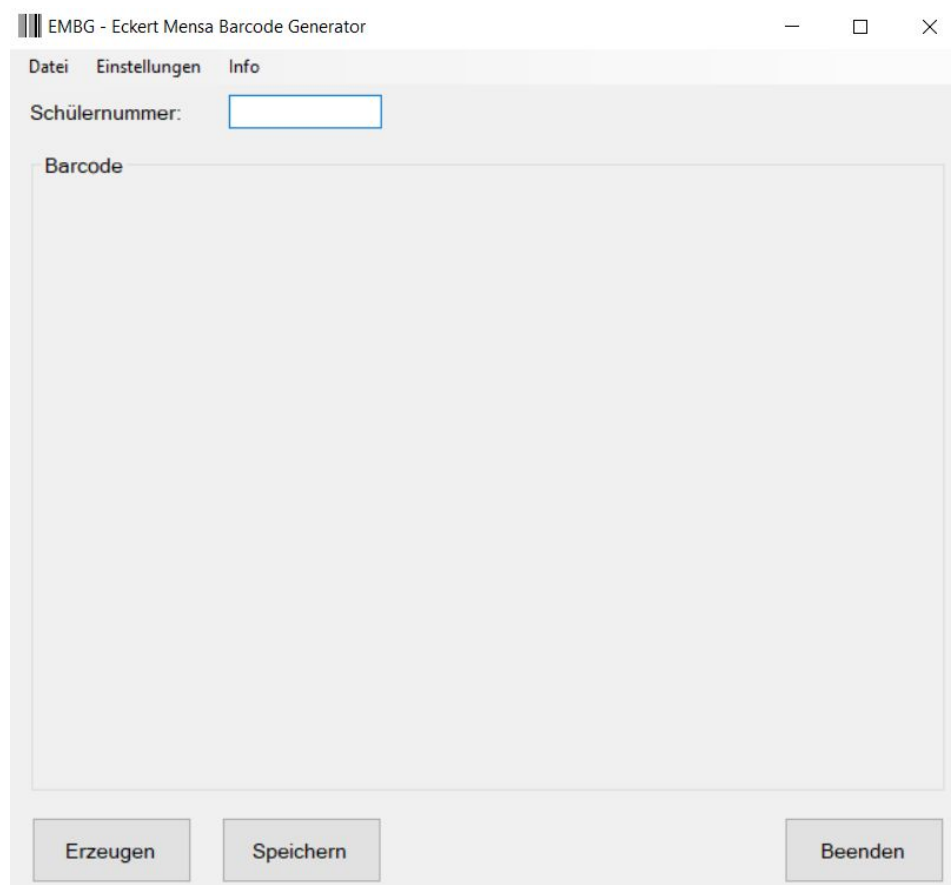 EMBG - Eckert Mensa Barcode Generator
Datei Einstellungen Info
Schülernummer:
Barcode
Erzeugen Speichern Beenden